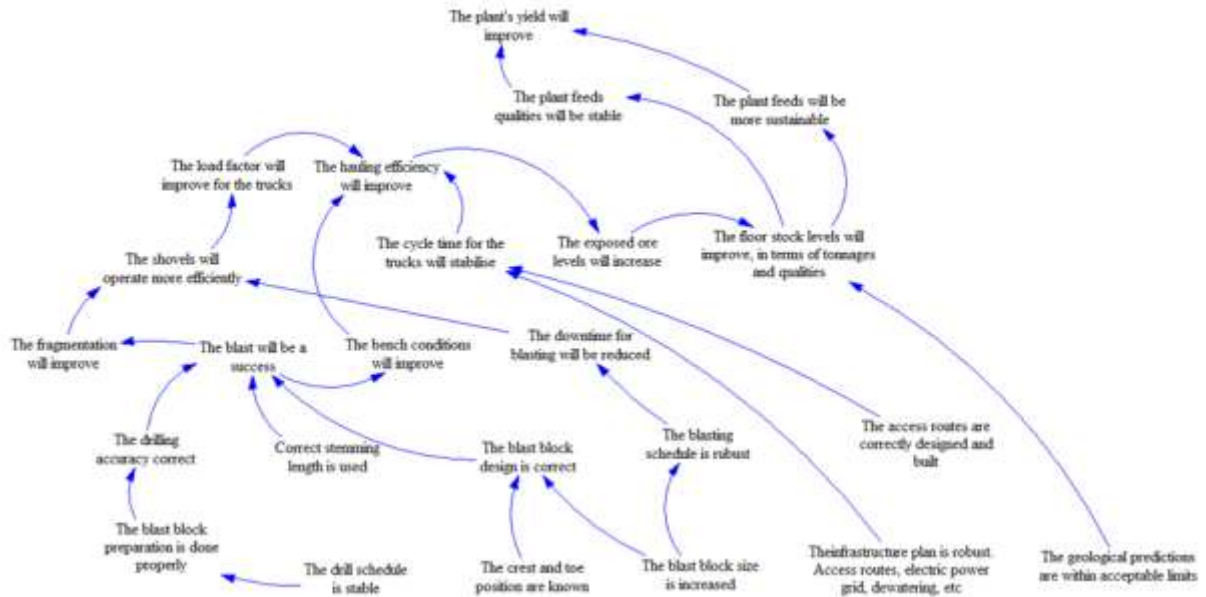 The plant's yield will
improve
The plant feeds
qualities will be stable
The plant feeds will be
more sustainable
The load factor will
improve for the trucks
The hauling efficiency
will improve
The cycle time for the
trucks will stabilise
The exposed ore
levels will increase
The floor stock levels will
improve, in terms of tonnages
and qualities
The shovels will
operate more efficiently
The fragmentation
will improve
The blast will be a
success
The bench conditions
will improve
The downtime for
blasting will be reduced
The drilling
accuracy correct
Correct stemming
length is used
The blast block
design is correct
The blasting
schedule is rubust
The access routes are
correctly designed and
built
The blast block
preparation is done
properly
The drill schedule
is stable
The crest and toe
position are known
The blast block size
is increased
Theinfrastructure plan is robust.
Access routes, electric power
grid, dewatering, etc
The geological predictions
are within acceptable limits